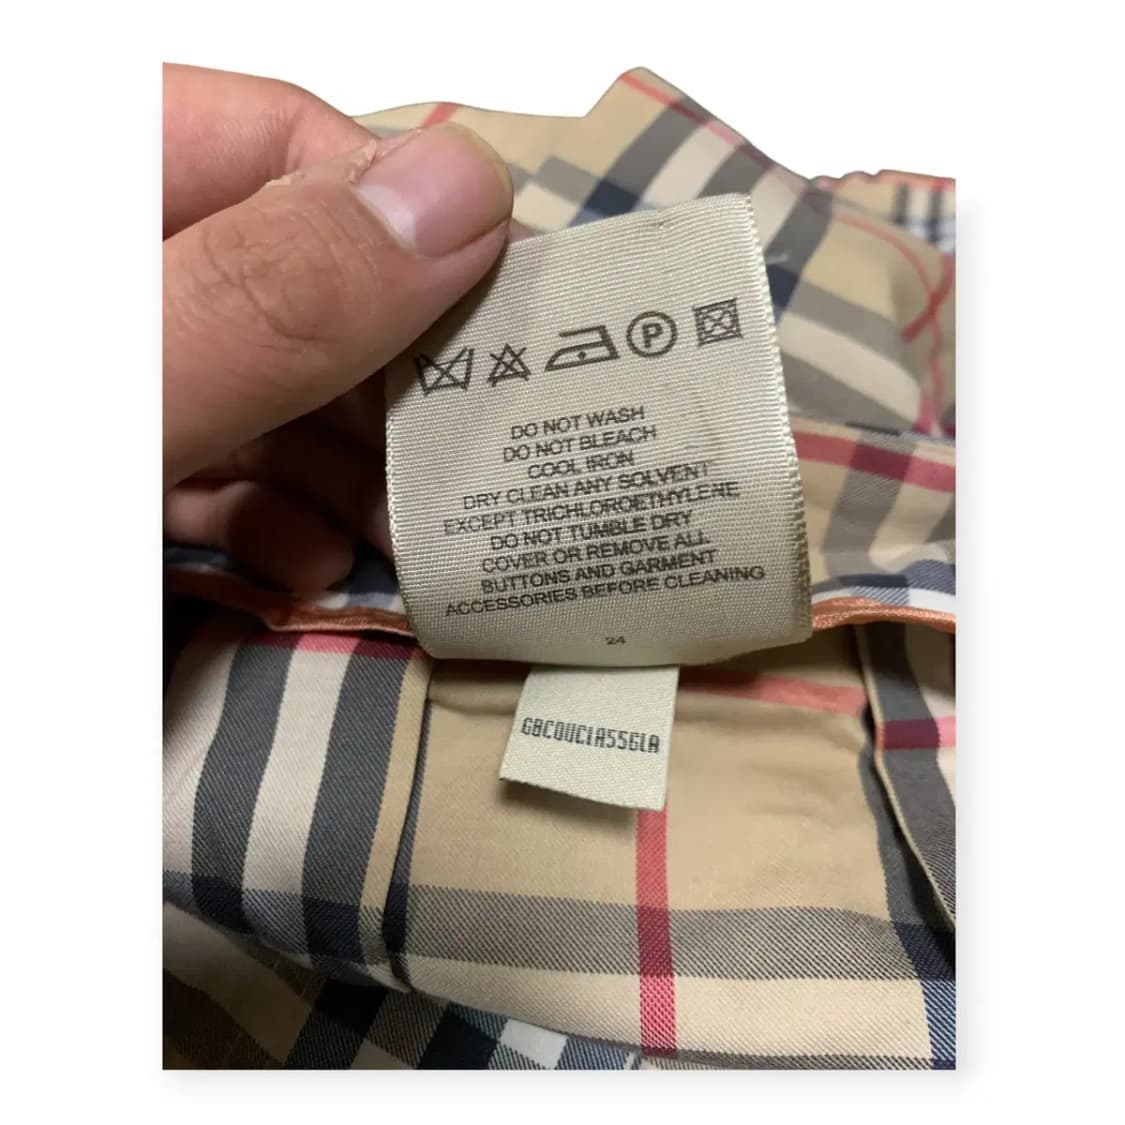 P
DO NOT WASH
DO NOT BLEACH
COOL IRON
DRY CLEAN ANY SOLVENT
EXCEPT TRICHLOROETHYLENE
DO NOT TUMBLE DRY
COVER OR REMOVE ALL
BUTTONS AND GARMENT
ACCESSORIES BEFORE CLEANING
24
GBCOUCIASSGLA